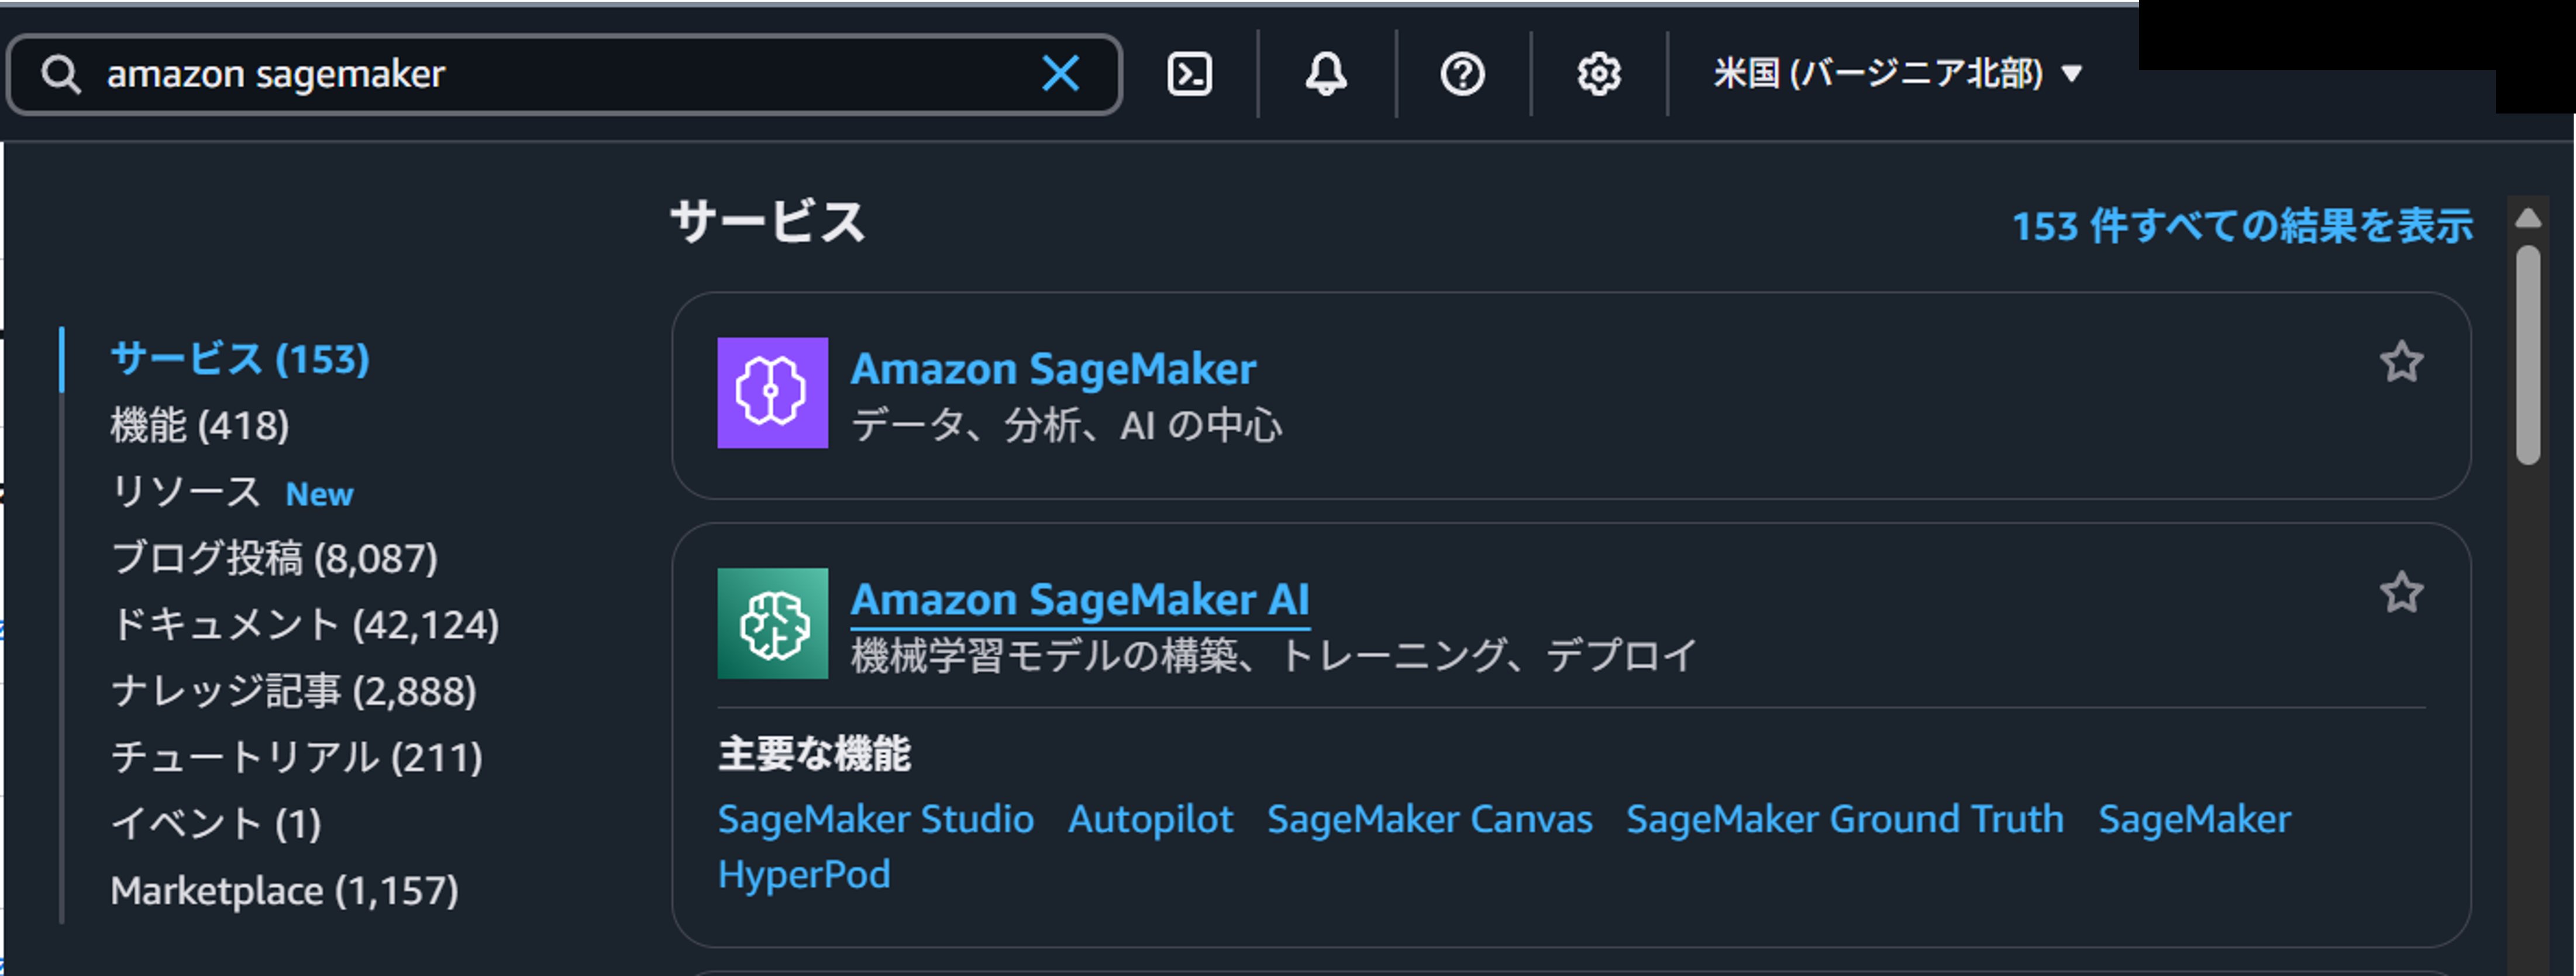 amazon sagemaker
米国 (バージニア北部) ▼
サービス (153)
機能 (418)
リソース New
ブログ投稿 (8,087)
ドキュメント (42,124)
ナレッジ記事 (2,888)
チュートリアル (211)
イベント (1)
Marketplace (1,157)
サービス
153 件すべての結果を表示
Amazon SageMaker
データ、分析、AI の中心
Amazon SageMaker AI
機械学習モデルの構築、トレーニング、デプロイ
主要な機能
SageMaker Studio Autopilot SageMaker Canvas SageMaker Ground Truth SageMaker
HyperPod